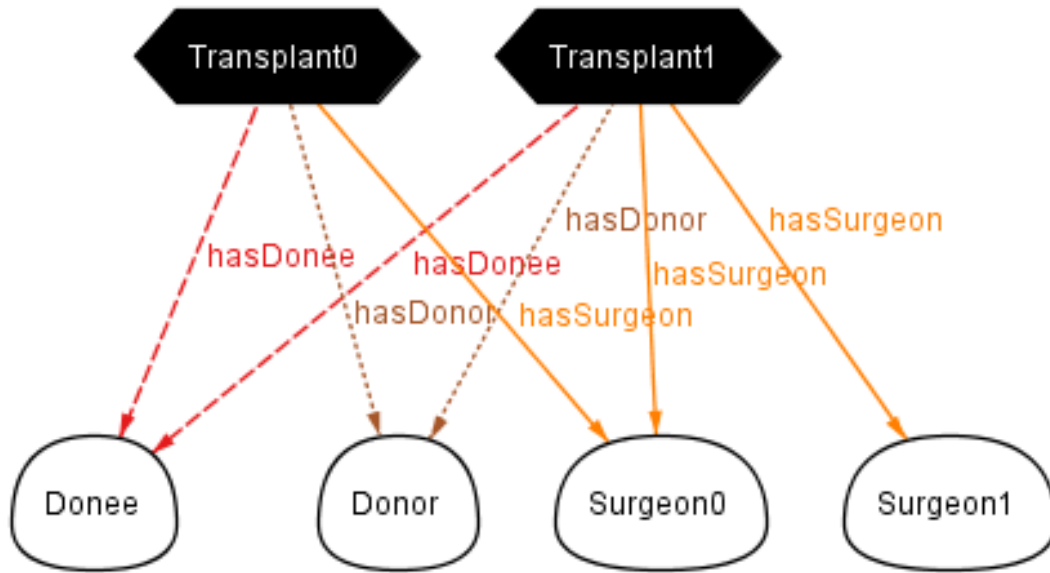 Transplant0
Transplant1
hasDonor
hasSurgeon
hasDonee
hasDonee
hasSurgeon
hasDonor
hasSurgeon
Donee
Donor
Surgeon0
Surgeon1